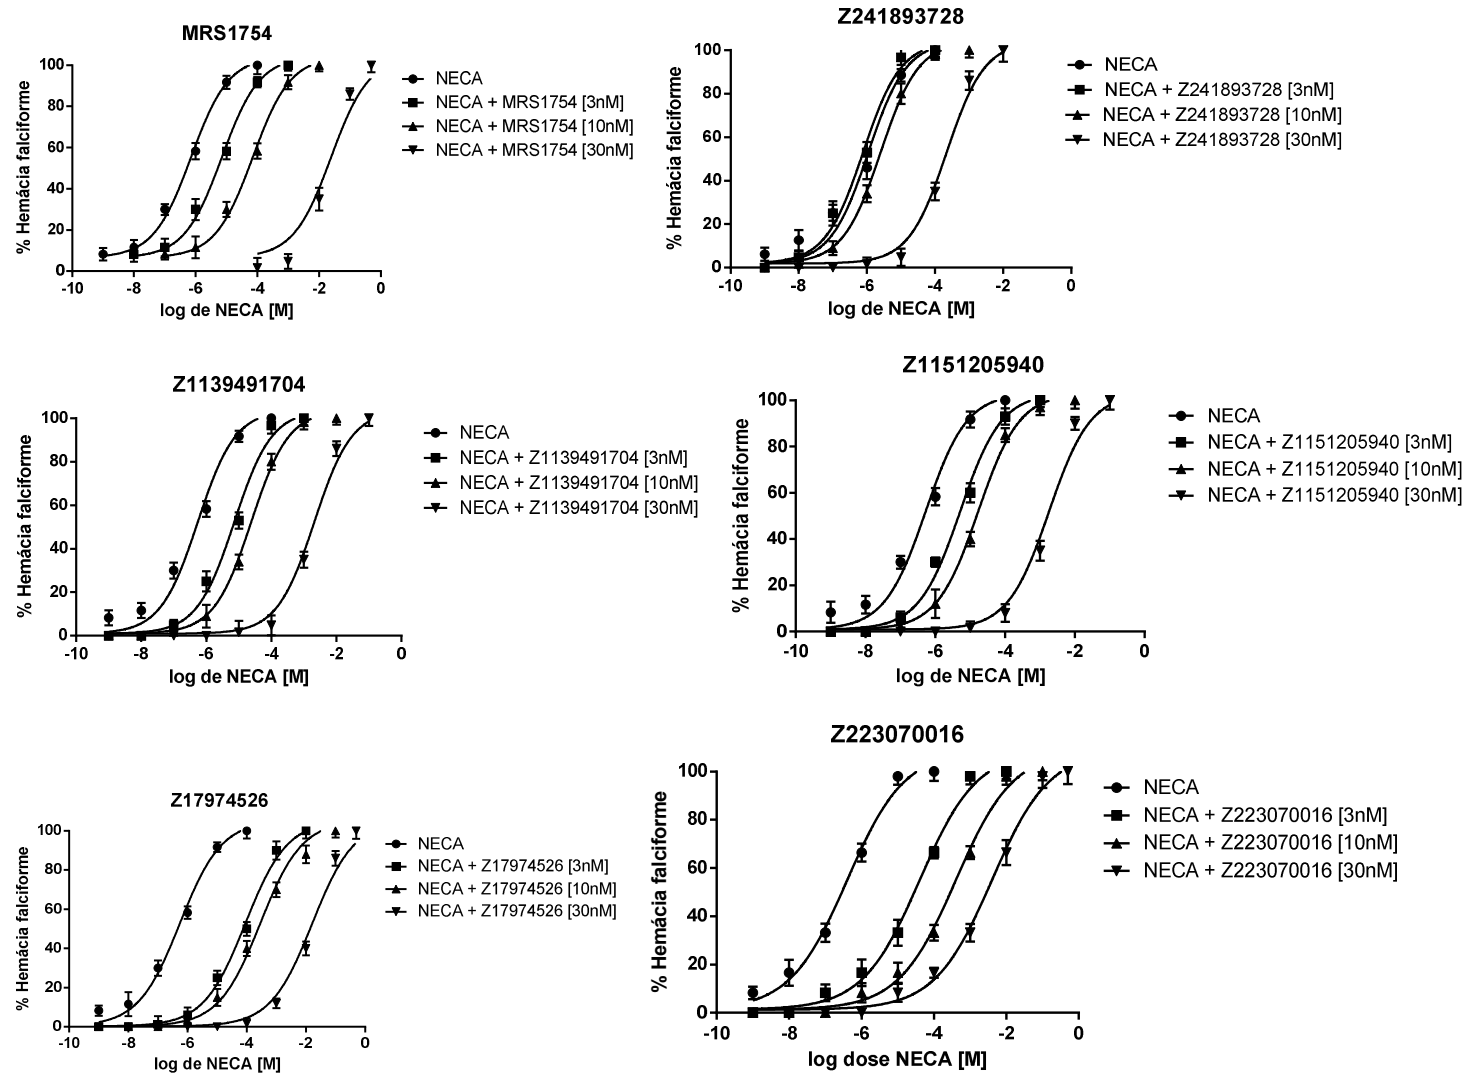 MRS1754
% Hemácia falciforme
100
80
60
40
20
0
-10 -8 -6 -4 -2 0
log de NECA [M]
NECA
NECA + MRS1754 [3nM]
NECA + MRS1754 [10nM]
NECA + MRS1754 [30nM]
Z241893728
% Hemácia falciforme
100
80
60
40
20
0
-10 -8 -6 -4 -2 0
log de NECA [M]
NECA
NECA + Z241893728 [3nM]
NECA + Z241893728 [10nM]
NECA + Z241893728 [30nM]
Z1139491704
% Hemácia falciforme
100
80
60
40
20
0
-10 -8 -6 -4 -2 0
log de NECA [M]
NECA
NECA + Z1139491704 [3nM]
NECA + Z1139491704 [10nM]
NECA + Z1139491704 [30nM]
Z1151205940
% Hemácia falciforme
100
80
60
40
20
0
-10 -8 -6 -4 -2 0
log de NECA [M]
NECA
NECA + Z1151205940 [3nM]
NECA + Z1151205940 [10nM]
NECA + Z1151205940 [30nM]
Z17974526
% Hemácia falciforme
100
80
60
40
20
0
-10 -8 -6 -4 -2 0
log de NECA [M]
NECA
NECA + Z17974526 [3nM]
NECA + Z17974526 [10nM]
NECA + Z17974526 [30nM]
Z223070016
% Hemácia falciforme
100
80
60
40
20
0
-10 -8 -6 -4 -2 0
log dose NECA [M]
NECA
NECA + Z223070016 [3nM]
NECA + Z223070016 [10nM]
NECA + Z223070016 [30nM]